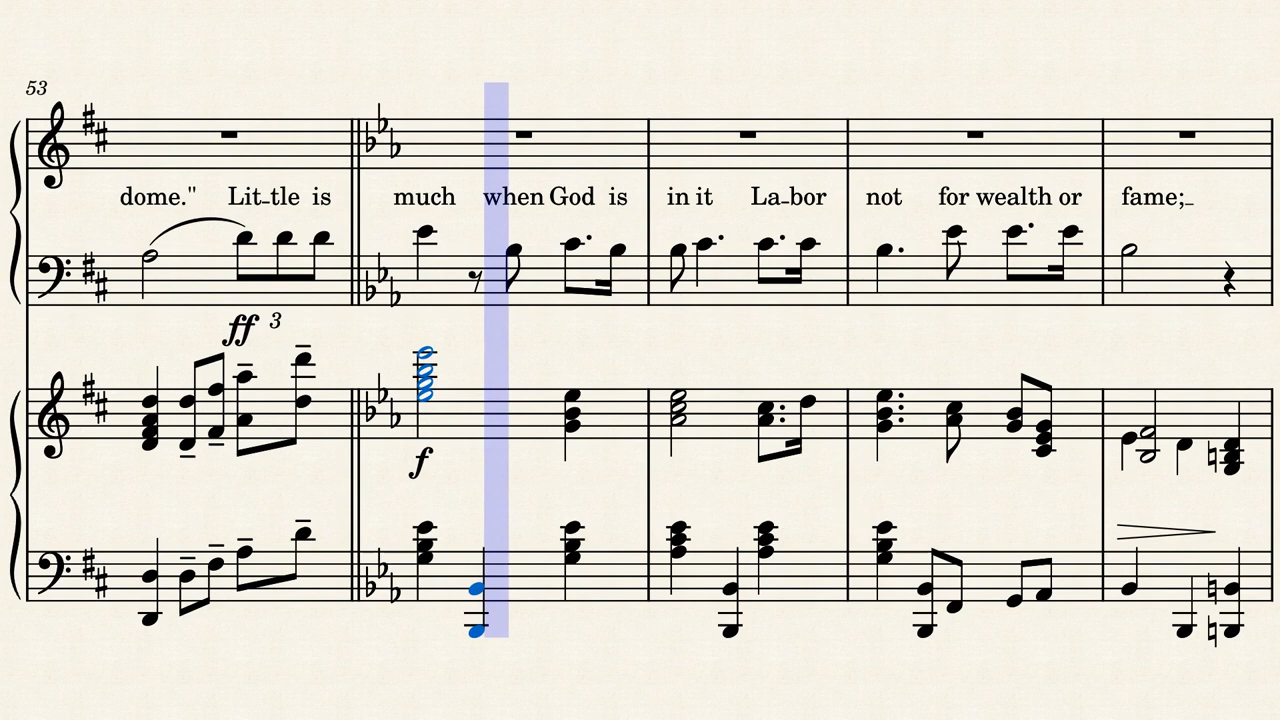 53
dome." Lit-tle is much when God is in it La-bor not for wealth or fame;_
ff 3
f